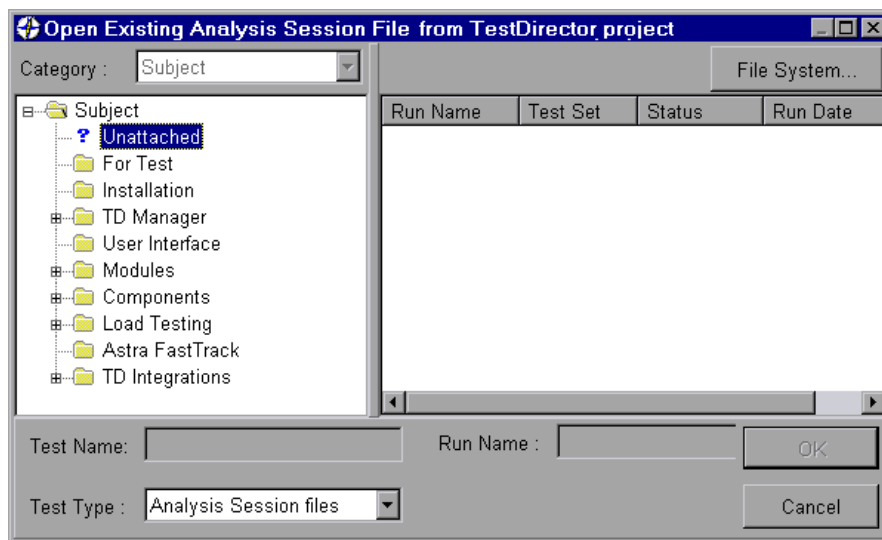 Open Existing Analysis Session File from TestDirector project
Category : Subject
File System...
Subject
Run Name Test Set Status Run Date
? Unattached
For Test
Installation
TD Manager
User Interface
Modules
Components
Load Testing
Astra FastTrack
TD Integrations
Test Name:
Run Name :
OK
Test Type : Analysis Session files
Cancel